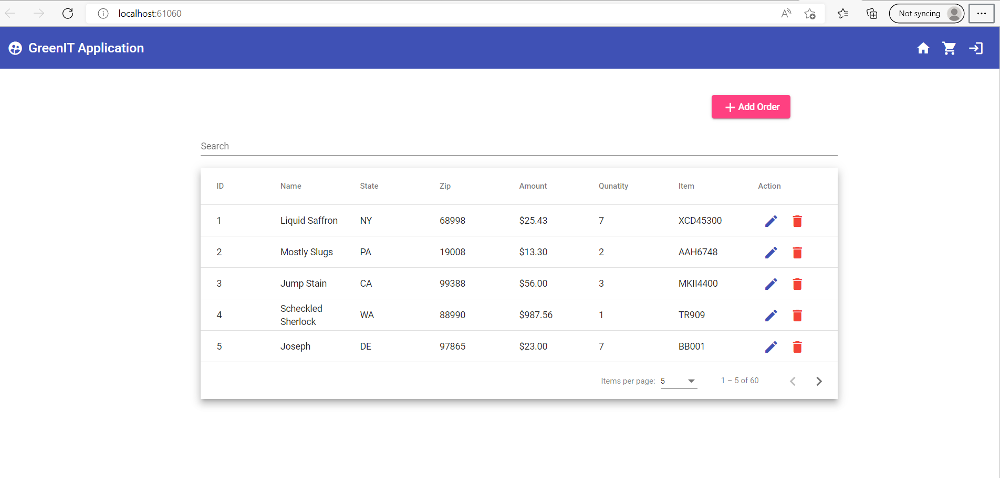 localhost:61060
Not syncing
GreenIT Application
Add Order
Search
ID Name State Zip Amount Qunatity Item Action
1 Liquid Saffron NY 68998 $25.43 7 XCD45300
2 Mostly Slugs PA 19008 $13.30 2 AAH6748
3 Jump Stain CA 99388 $56.00 3 MKII4400
4 Scheckled Sherlock WA 88990 $987.56 1 TR909
5 Joseph DE 97865 $23.00 7 BB001
Items per page: 5 1 – 5 of 60